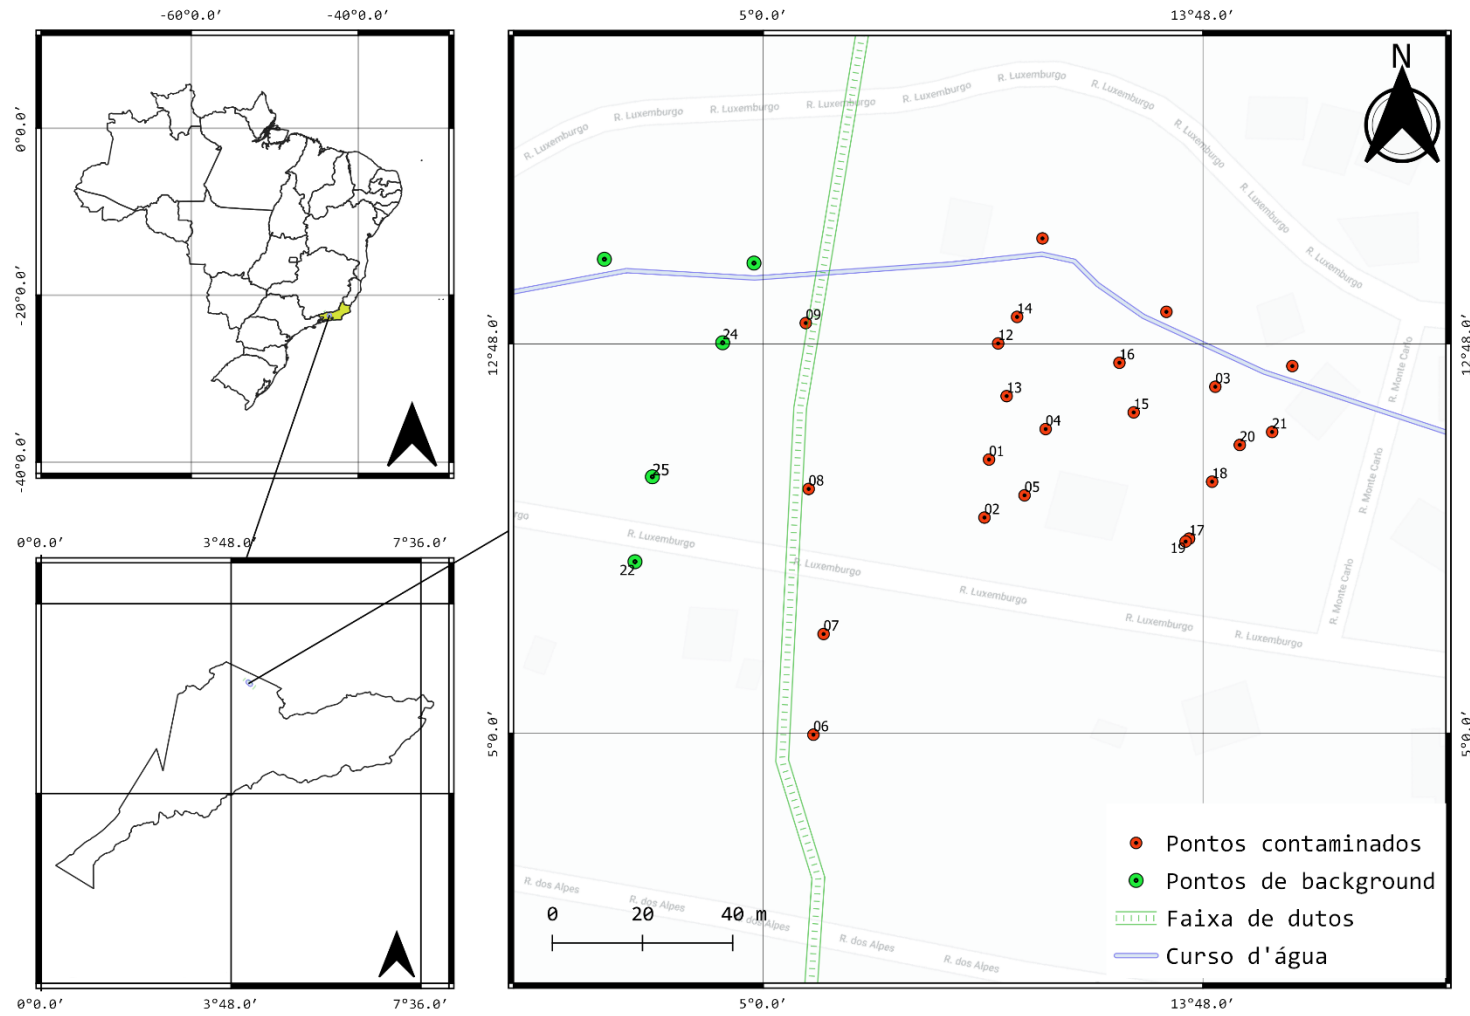 -60°0.0′
-40°0.0′
0°0.0′
-20°0.0′
-40°0.0′
0°0.0′
3°48.0′
7°36.0′
0°0.0′
3°48.0′
7°36.0′
5°0.0′
13°48.0′
N
R. Luxemburgo
R. Luxemburgo
R. Luxemburgo
R. Luxemburgo
R. Luxemburgo
R. Luxemburgo
R. Luxemburgo
R. Luxemburgo
R. Luxemburgo
R. Luxemburgo
12°48.0′
12°48.0′
09
14
12
24
16
03
13
15
04
R. Monte Carlo
21
20
01
25
08
05
18
02
R. Monte Carlo
17
19
rgo
R. Luxemburgo
R. Luxemburgo
R. Luxemburgo
R. Luxemburgo
R. Luxemburgo
R. Monte Carlo
22
07
06
5°0.0′
5°0.0′
Pontos contaminados
Pontos de background
Faixa de dutos
Curso d'água
R. dos Alpes
R. dos Alpes
dos Alpes
R. dos Alpes
R. dos Alpes
0 20 40 m
5°0.0′
13°48.0′